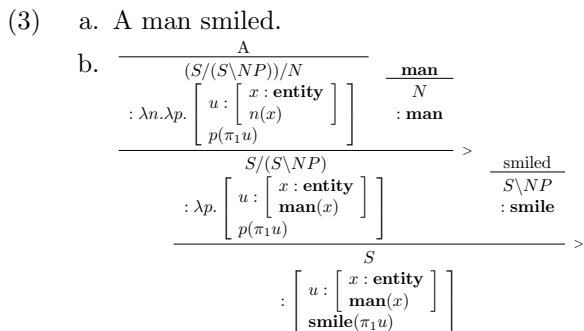 (3) a. A man smiled.
b. A
(S/(S\NP))/N man
: λn.λp. [ u : [ x : entity N
n(x) ] : man
p(π₁u) ]
> smiled
S/(S\NP) S\NP
: λp. [ u : [ x : entity : smile
man(x) ]
p(π₁u) ]
>
S
: [ u : [ x : entity
man(x) ]
smile(π₁u) ]